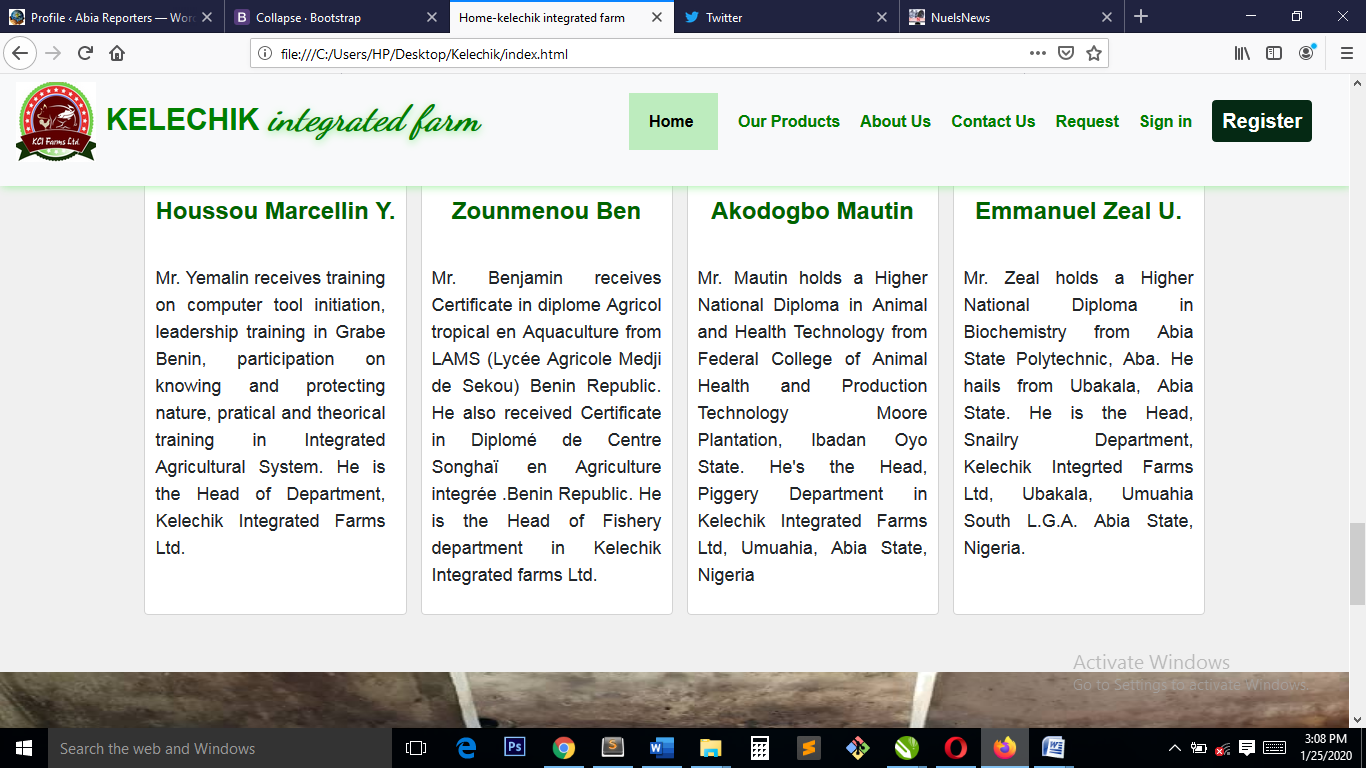 Profile ‹ Abia Reporters — Wor
Collapse · Bootstrap
Home-kelechik integrated farm
Twitter
NuelsNews
file:///C:/Users/HP/Desktop/Kelechik/index.html
KCI Farms Ltd.
KELECHIK integrated farm
Home
Our Products
About Us
Contact Us
Request
Sign in
Register
Houssou Marcellin Y.
Mr. Yemalin receives training
on computer tool initiation,
leadership training in Grabe
Benin, participation on
knowing and protecting
nature, pratical and theorical
training in Integrated
Agricultural System. He is
the Head of Department,
Kelechik Integrated Farms
Ltd.
Zounmenou Ben
Mr. Benjamin receives
Certificate in diplome Agricol
tropical en Aquaculture from
LAMS (Lycée Agricole Medji
de Sekou) Benin Republic.
He also received Certificate
in Diplomé de Centre
Songhaï en Agriculture
integrée .Benin Republic. He
is the Head of Fishery
department in Kelechik
Integrated farms Ltd.
Akodogbo Mautin
Mr. Mautin holds a Higher
National Diploma in Animal
and Health Technology from
Federal College of Animal
Health and Production
Technology Moore
Plantation, Ibadan Oyo
State. He's the Head,
Piggery Department in
Kelechik Integrated Farms
Ltd, Umuahia, Abia State,
Nigeria
Emmanuel Zeal U.
Mr. Zeal holds a Higher
National Diploma in
Biochemistry from Abia
State Polytechnic, Aba. He
hails from Ubakala, Abia
State. He is the Head,
Snailry Department,
Kelechik Integrted Farms
Ltd, Ubakala, Umuahia
South L.G.A. Abia State,
Nigeria.
Activate Windows
Go to Settings to activate Windows.
Search the web and Windows
3:08 PM
1/25/2020